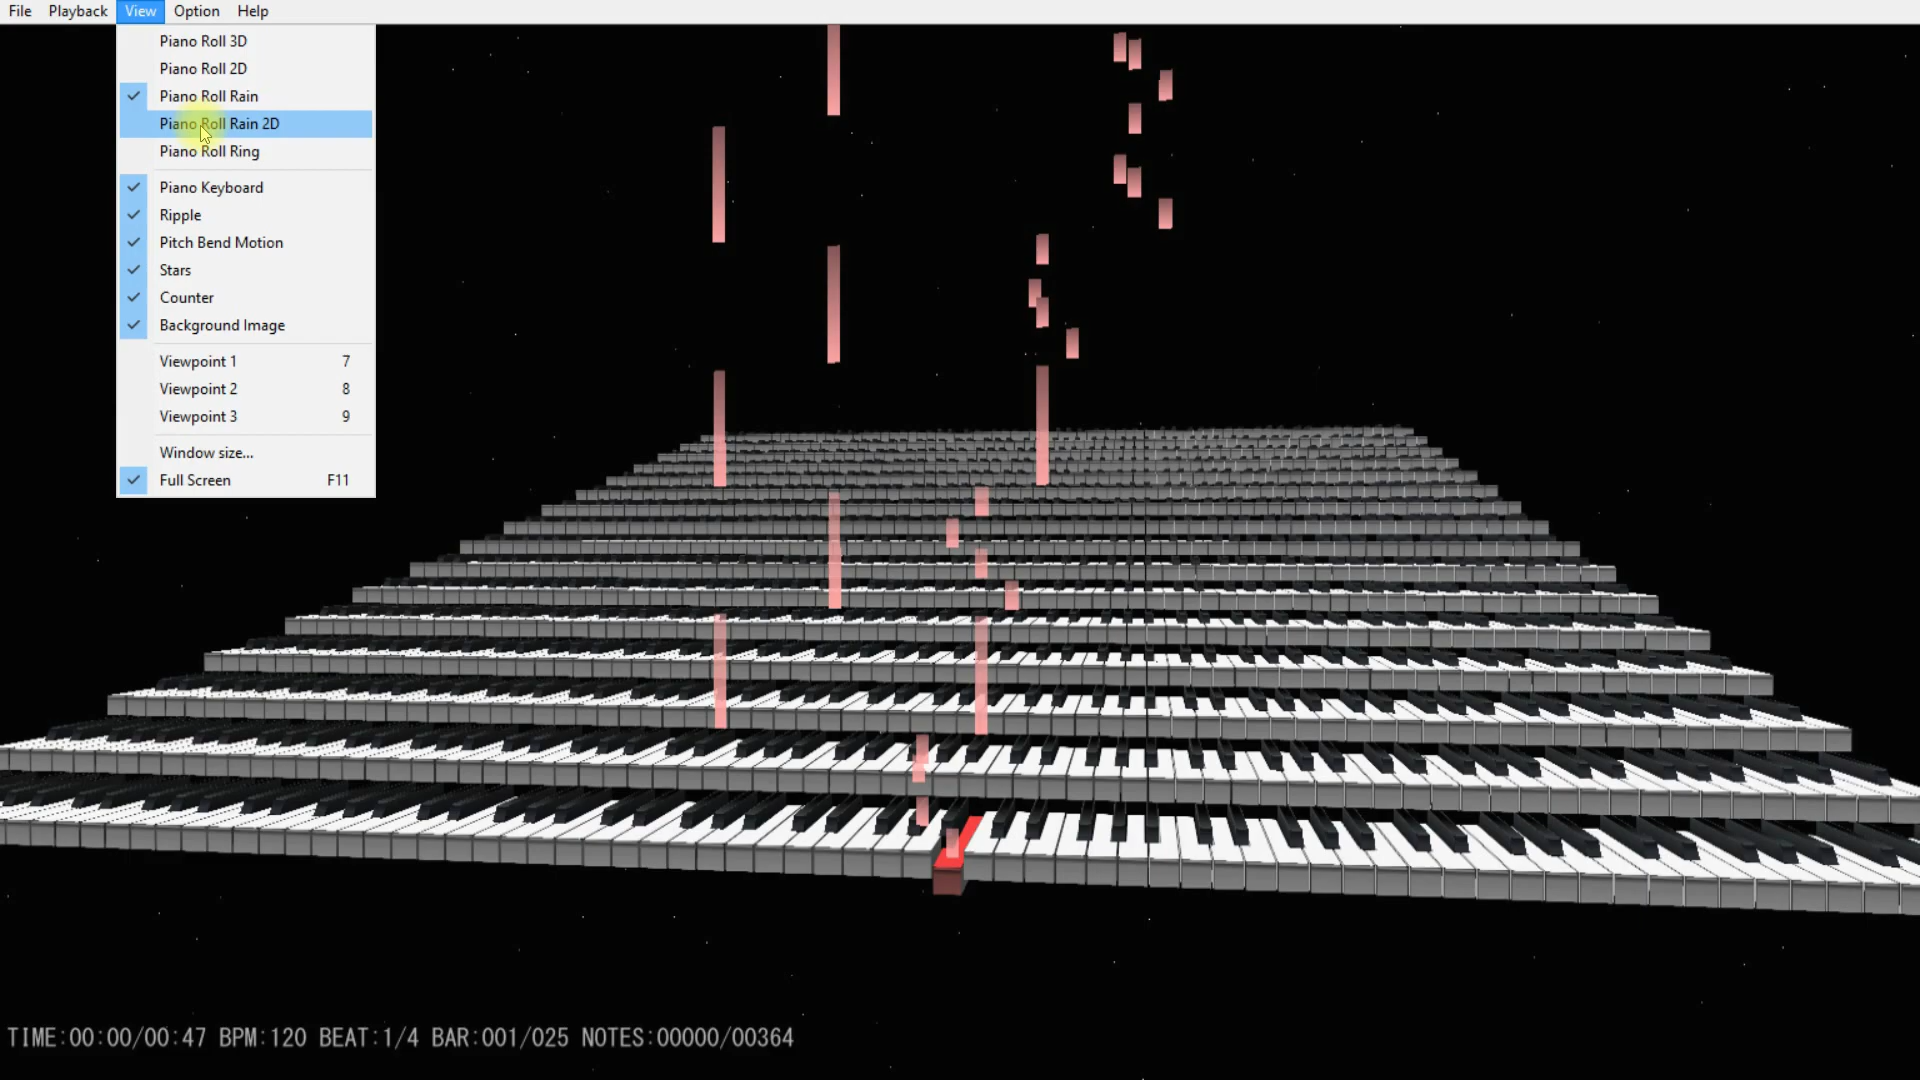 File Playback View Option Help
Piano Roll 3D
Piano Roll 2D
Piano Roll Rain
Piano Roll Rain 2D
Piano Roll Ring
Piano Keyboard
Ripple
Pitch Bend Motion
Stars
Counter
Background Image
Viewpoint 1 7
Viewpoint 2 8
Viewpoint 3 9
Window size...
Full Screen F11
TIME:00:00/00:47 BPM:120 BEAT:1/4 BAR:001/025 NOTES:00000/00364